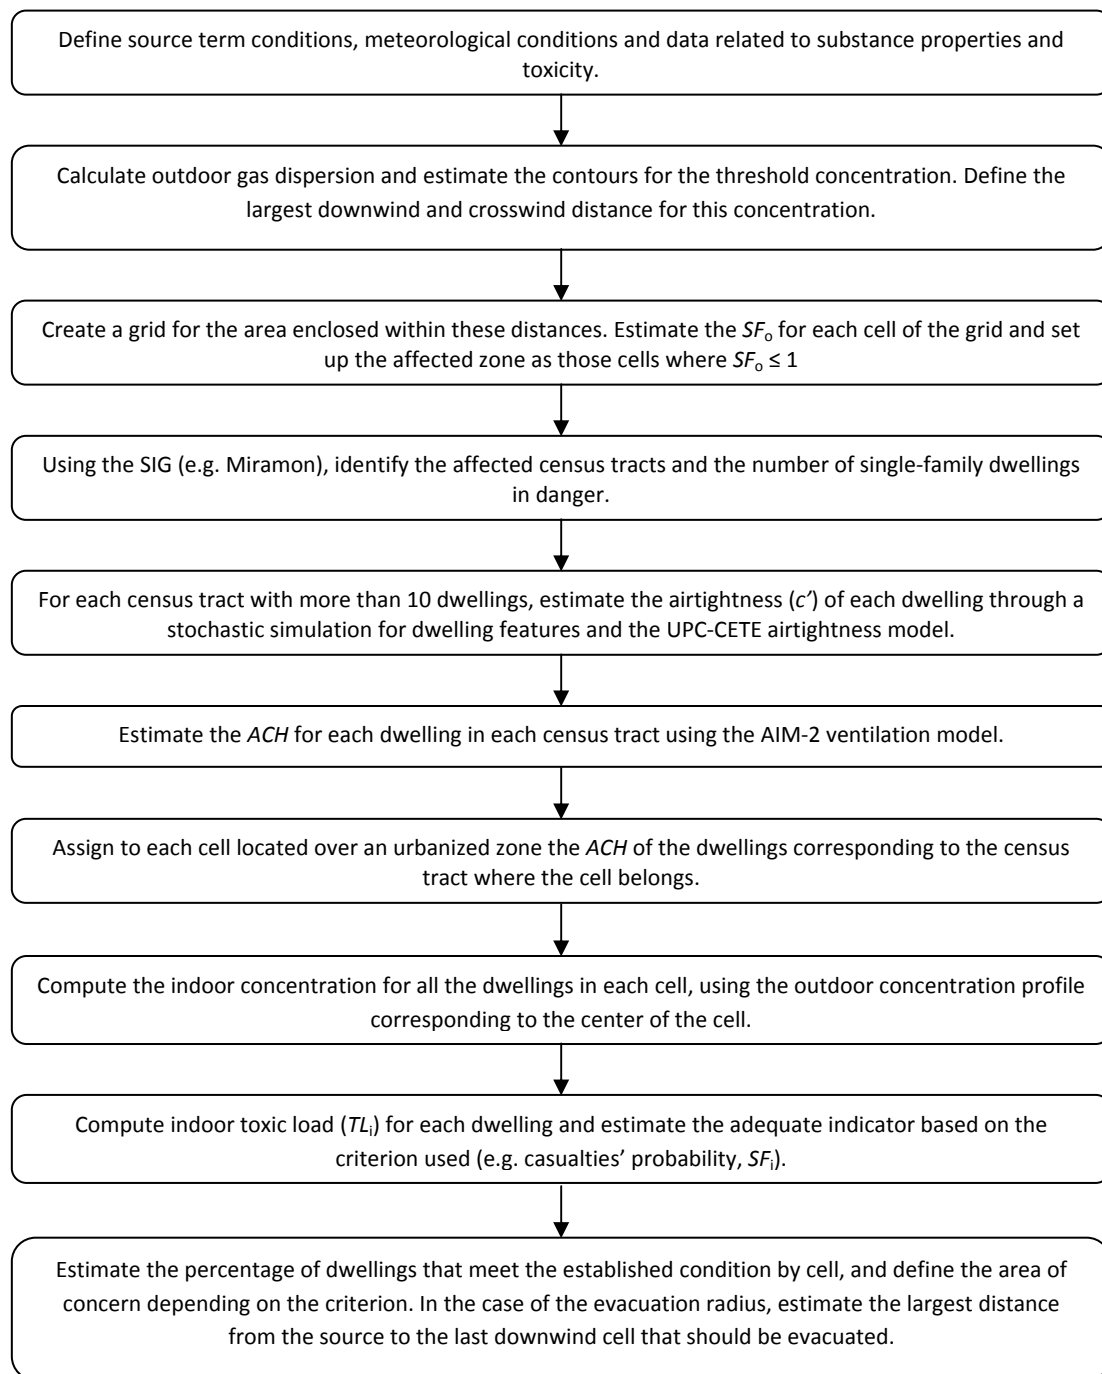 Define source term conditions, meteorological conditions and data related to substance properties and
toxicity.
Calculate outdoor gas dispersion and estimate the contours for the threshold concentration. Define the
largest downwind and crosswind distance for this concentration.
Create a grid for the area enclosed within these distances. Estimate the SFo for each cell of the grid and set
up the affected zone as those cells where SFo ≤ 1
Using the SIG (e.g. Miramon), identify the affected census tracts and the number of single-family dwellings
in danger.
For each census tract with more than 10 dwellings, estimate the airtightness (c’) of each dwelling through a
stochastic simulation for dwelling features and the UPC-CETE airtightness model.
Estimate the ACH for each dwelling in each census tract using the AIM-2 ventilation model.
Assign to each cell located over an urbanized zone the ACH of the dwellings corresponding to the census
tract where the cell belongs.
Compute the indoor concentration for all the dwellings in each cell, using the outdoor concentration profile
corresponding to the center of the cell.
Compute indoor toxic load (TLi) for each dwelling and estimate the adequate indicator based on the
criterion used (e.g. casualties’ probability, SFi).
Estimate the percentage of dwellings that meet the established condition by cell, and define the area of
concern depending on the criterion. In the case of the evacuation radius, estimate the largest distance
from the source to the last downwind cell that should be evacuated.